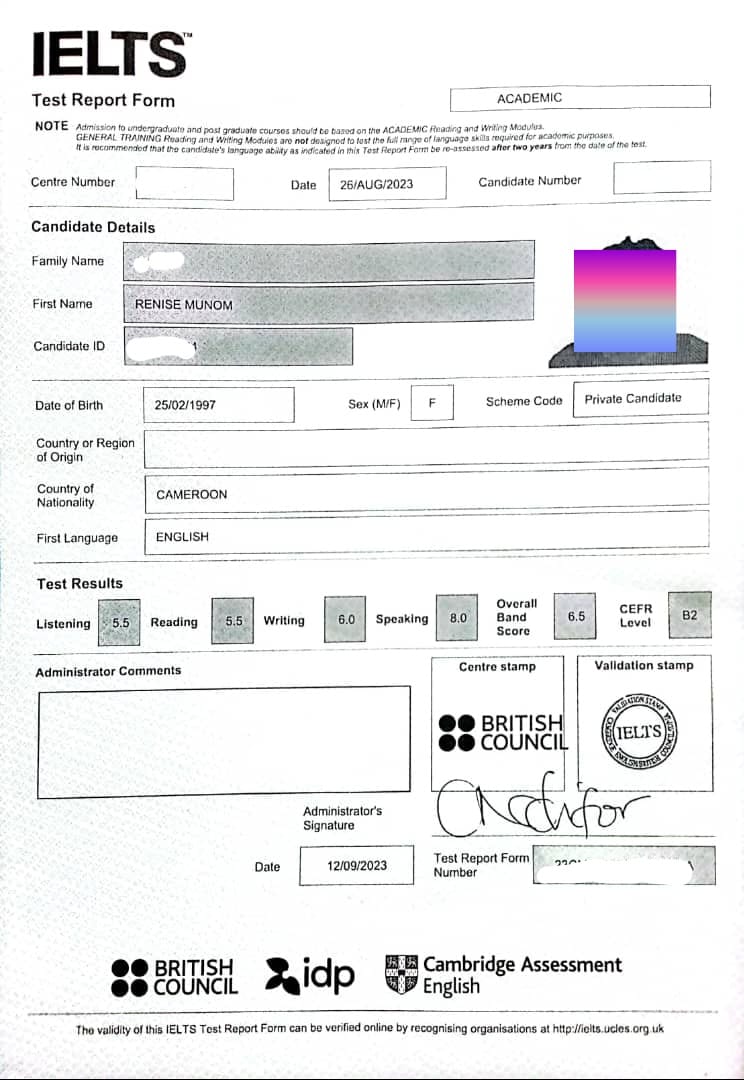 IELTS™
Test Report Form
ACADEMIC
NOTE Admission to undergraduate and post graduate courses should be based on the ACADEMIC Reading and Writing Modules.
GENERAL TRAINING Reading and Writing Modules are not designed to test the full range of language skills required for academic purposes.
It is recommended that the candidate's language ability as indicated in this Test Report Form be re-assessed after two years from the date of the test.
Centre Number Date 26/AUG/2023 Candidate Number
Candidate Details
Family Name
First Name RENISE MUNOM
Candidate ID
Date of Birth 25/02/1997 Sex (M/F) F Scheme Code Private Candidate
Country or Region
of Origin
Country of
Nationality CAMEROON
First Language ENGLISH
Test Results
Listening 5.5 Reading 5.5 Writing 6.0 Speaking 8.0 Overall Band Score 6.5 CEFR Level B2
Administrator Comments
Centre stamp
Validation stamp
BRITISH
COUNCIL
IELTS
Administrator's
Signature
Date 12/09/2023
Test Report Form
Number
BRITISH
COUNCIL
idp
Cambridge Assessment
English
The validity of this IELTS Test Report Form can be verified online by recognising organisations at http://ielts.ucles.org.uk